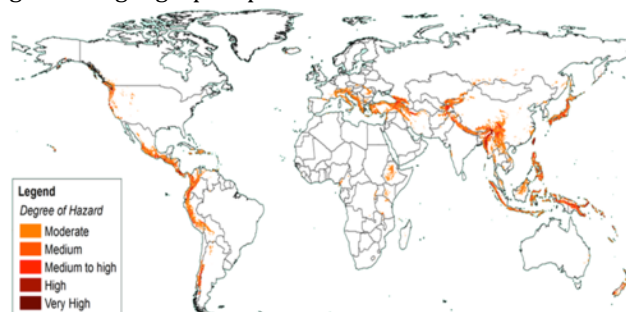 Legend
Degree of Hazard
Moderate
Medium
Medium to high
High
Very High